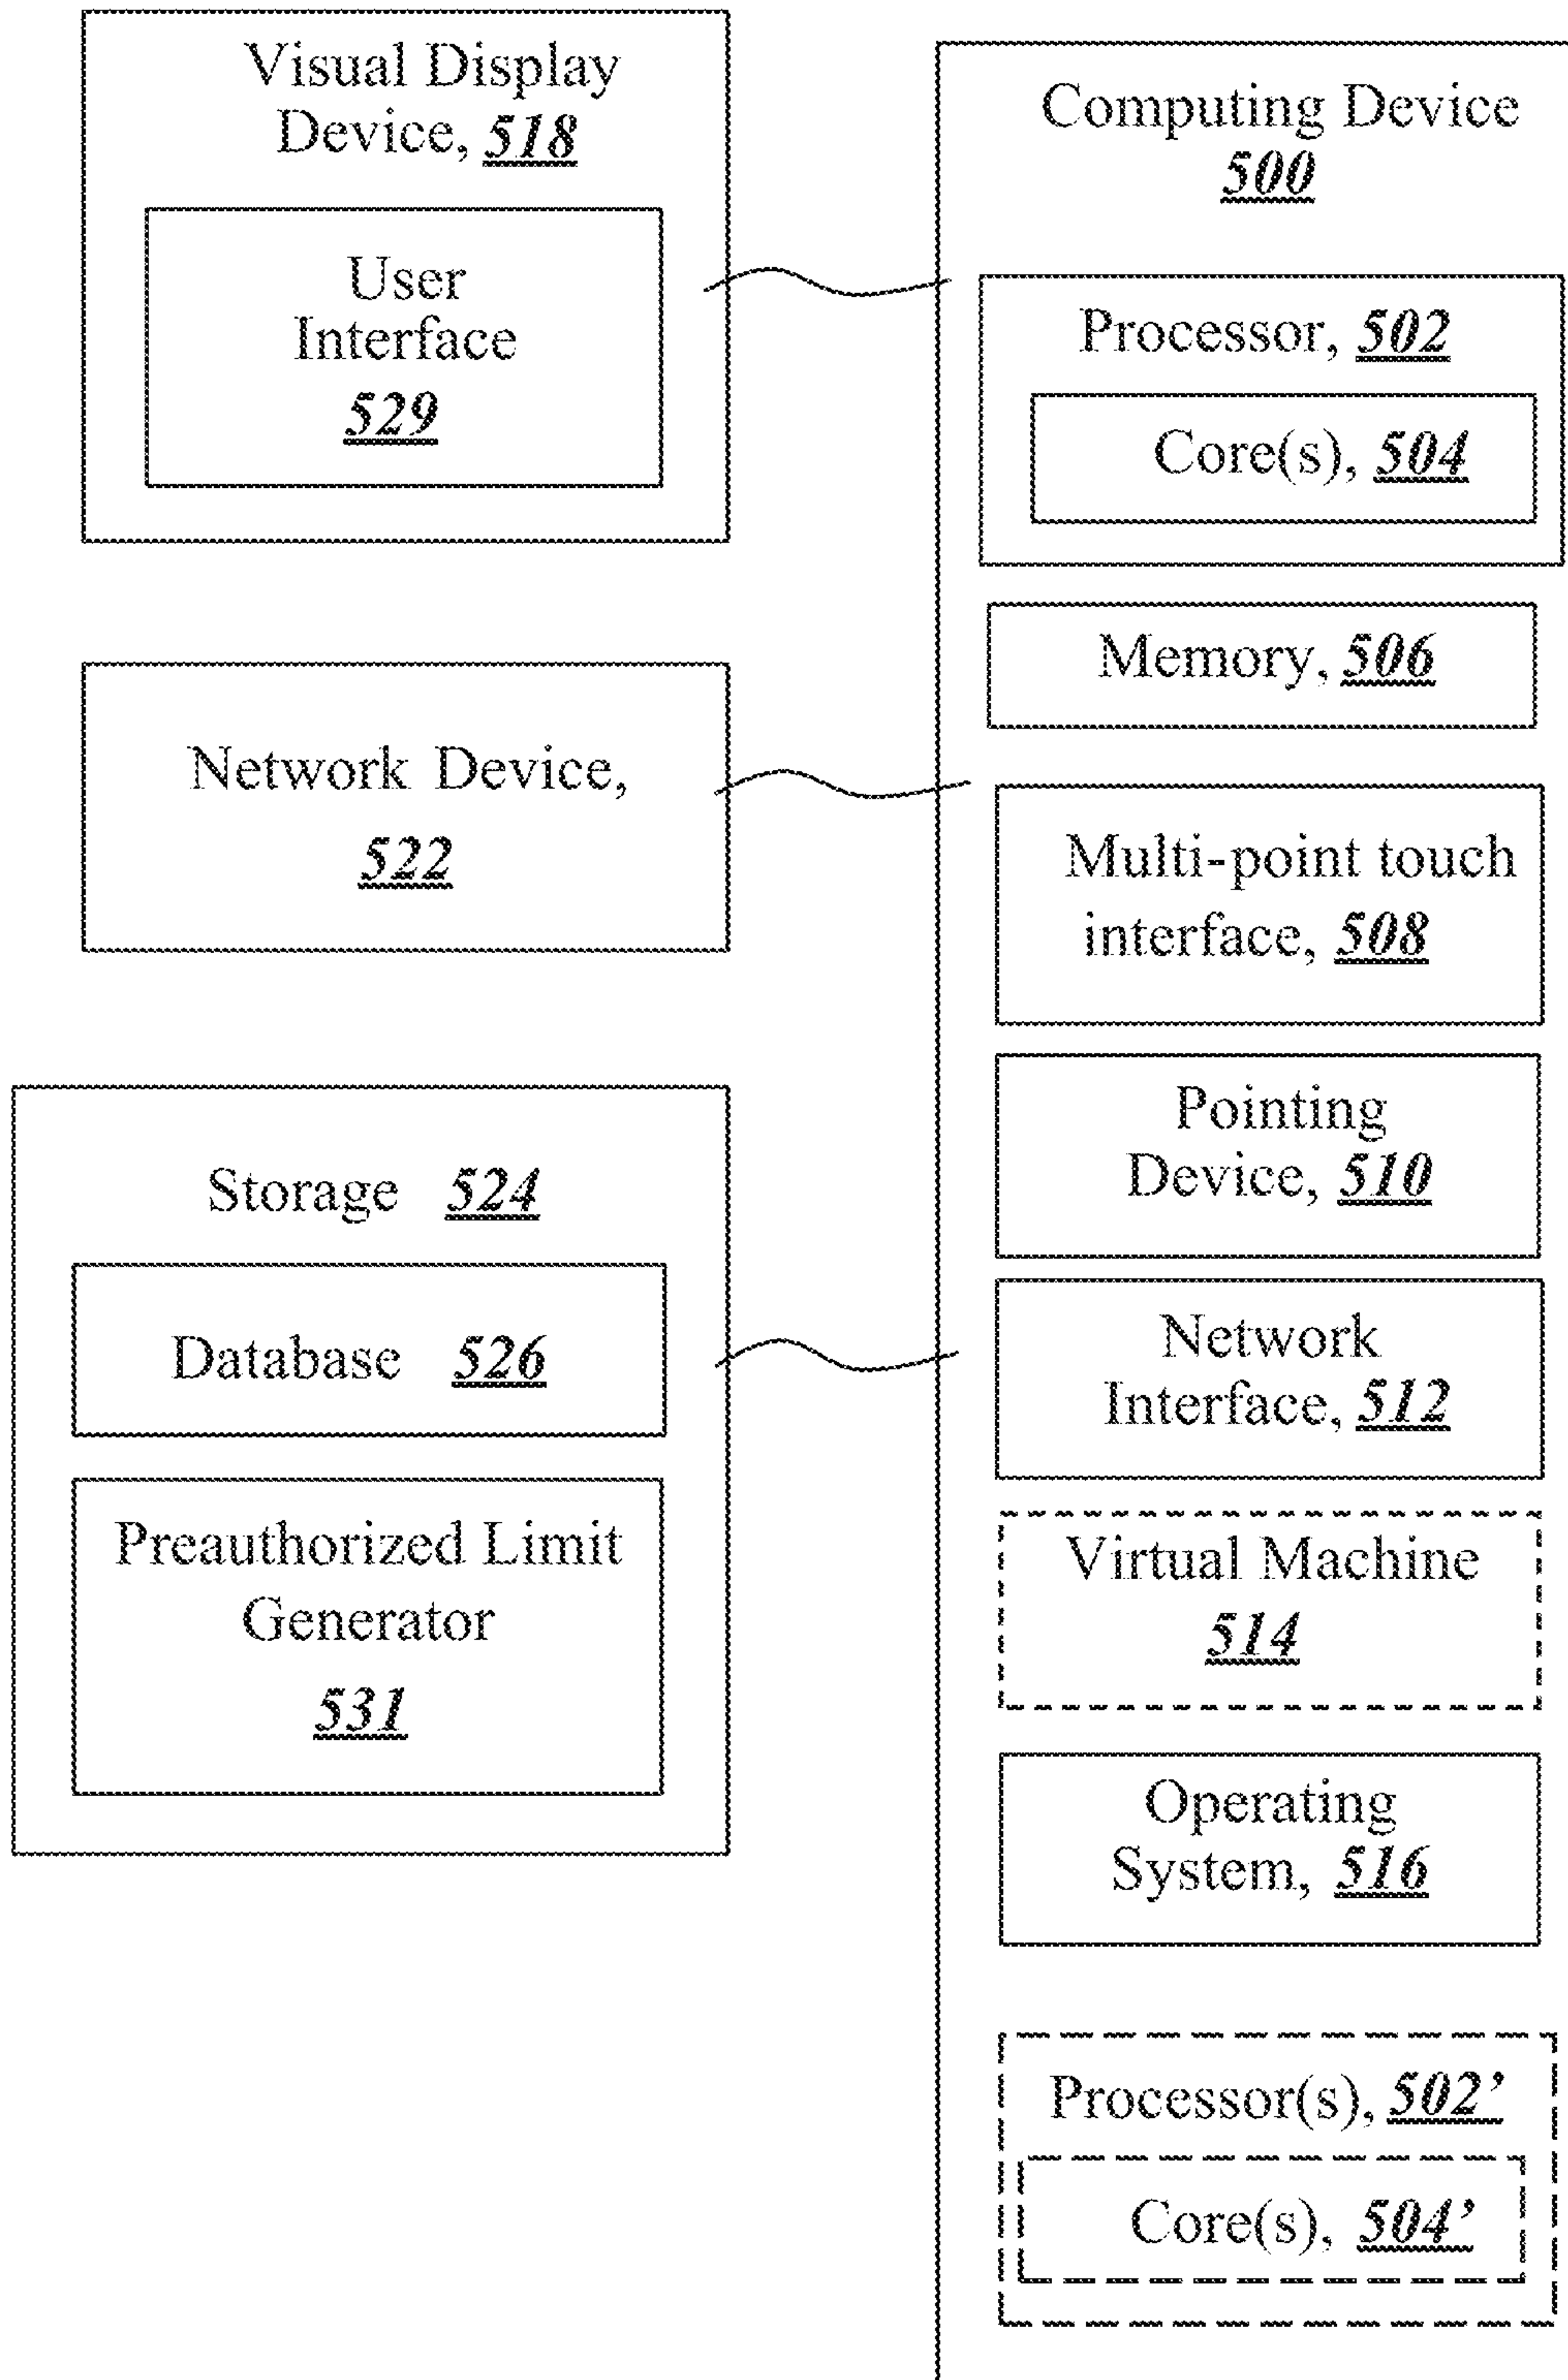 Visual Display
Device, 518
User
Interface
529
Network Device,
522
Storage 524
Database 526
Preauthorized Limit
Generator
531
Computing Device
500
Processor, 502
Core(s), 504
Memory, 506
Multi-point touch
interface, 508
Pointing
Device, 510
Network
Interface, 512
Virtual Machine
514
Operating
System, 516
Processor(s), 502’
Core(s), 504’